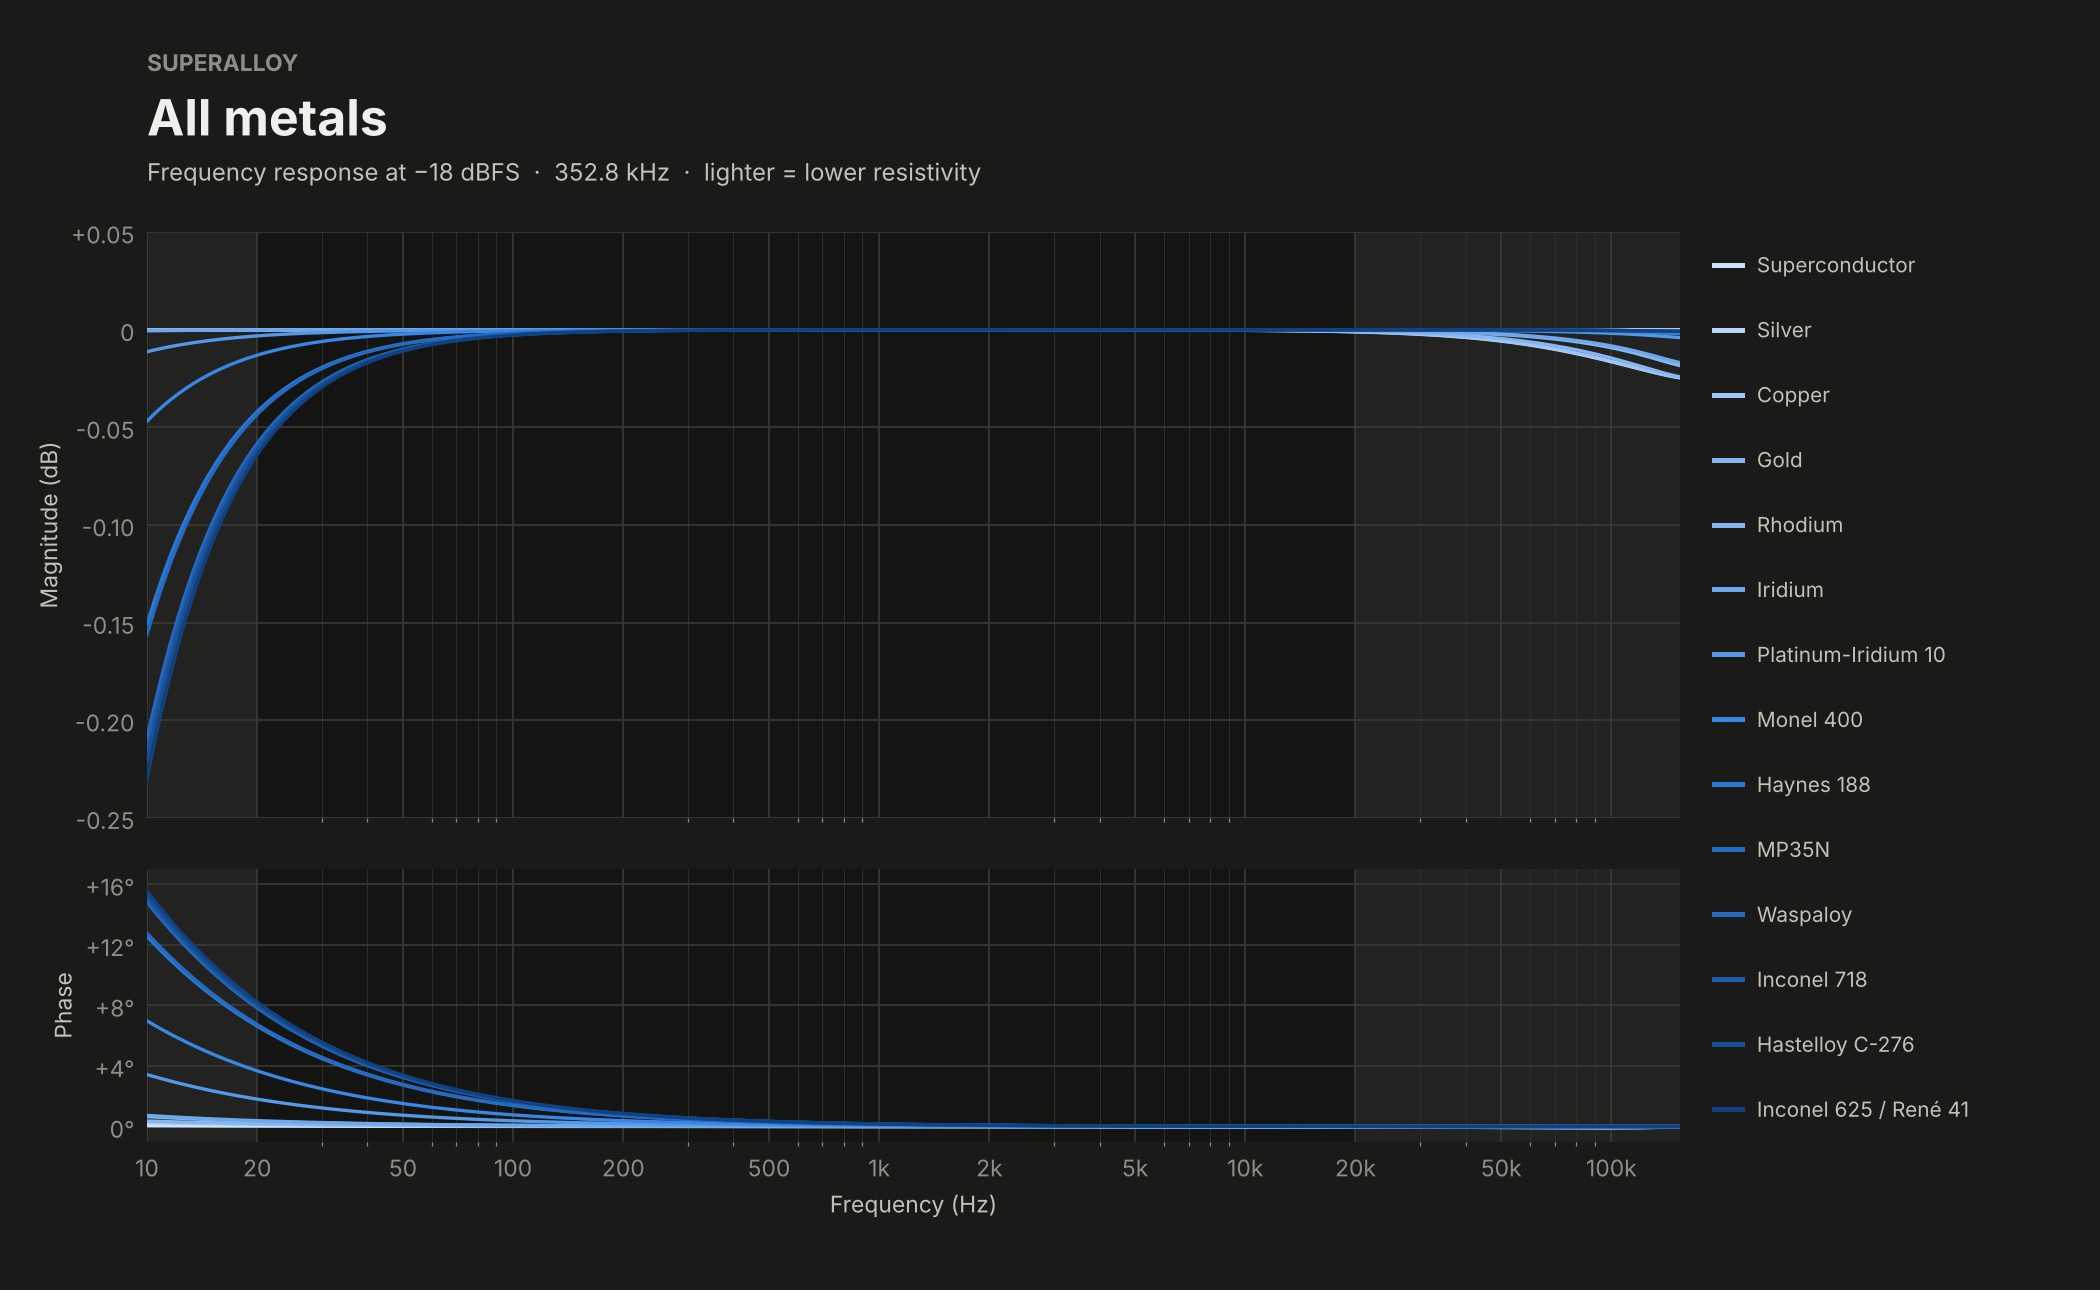 SUPERALLOY
All metals
Frequency response at −18 dBFS · 352.8 kHz · lighter = lower resistivity
+0.05
0
-0.05
-0.10
-0.15
-0.20
-0.25
Magnitude (dB)
+16°
+12°
+8°
+4°
0°
Phase
10 20 50 100 200 500 1k 2k 5k 10k 20k 50k 100k
Frequency (Hz)
Superconductor
Silver
Copper
Gold
Rhodium
Iridium
Platinum-Iridium 10
Monel 400
Haynes 188
MP35N
Waspaloy
Inconel 718
Hastelloy C-276
Inconel 625 / René 41